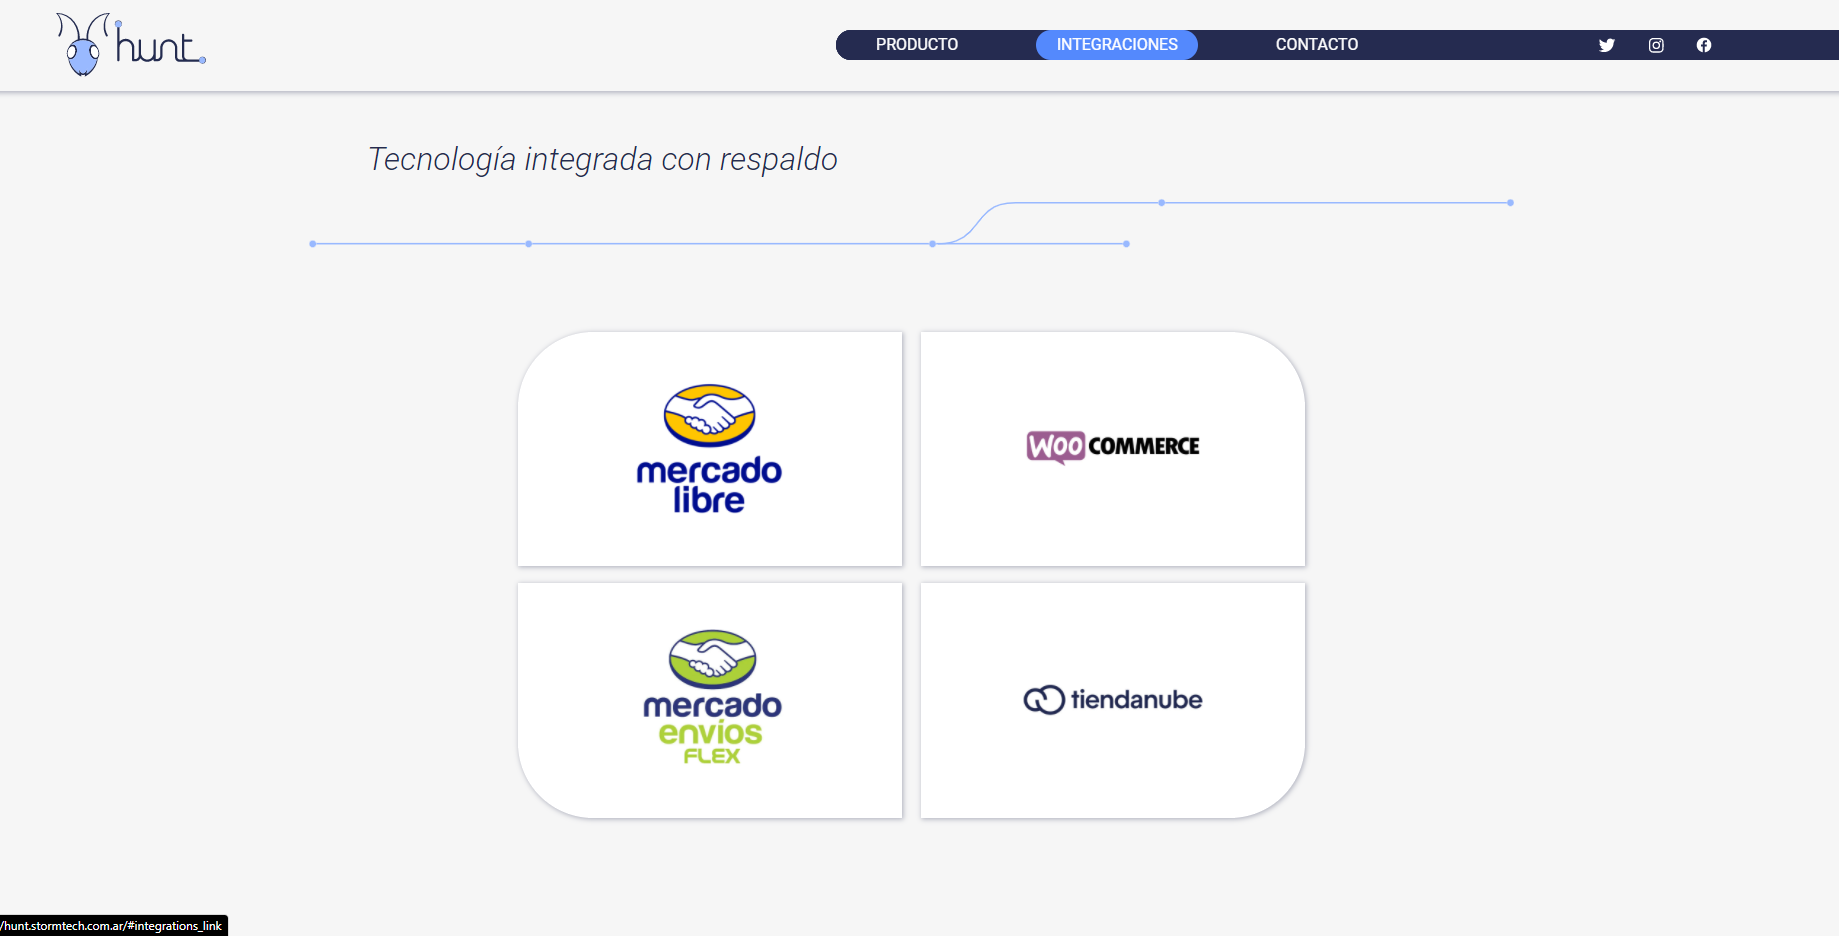 hunt
PRODUCTO
INTEGRACIONES
CONTACTO
Tecnología integrada con respaldo
mercado
libre
WOO COMMERCE
mercado
envíos
FLEX
tiendanube
/hunt.stormtech.com.ar/#integrations_link